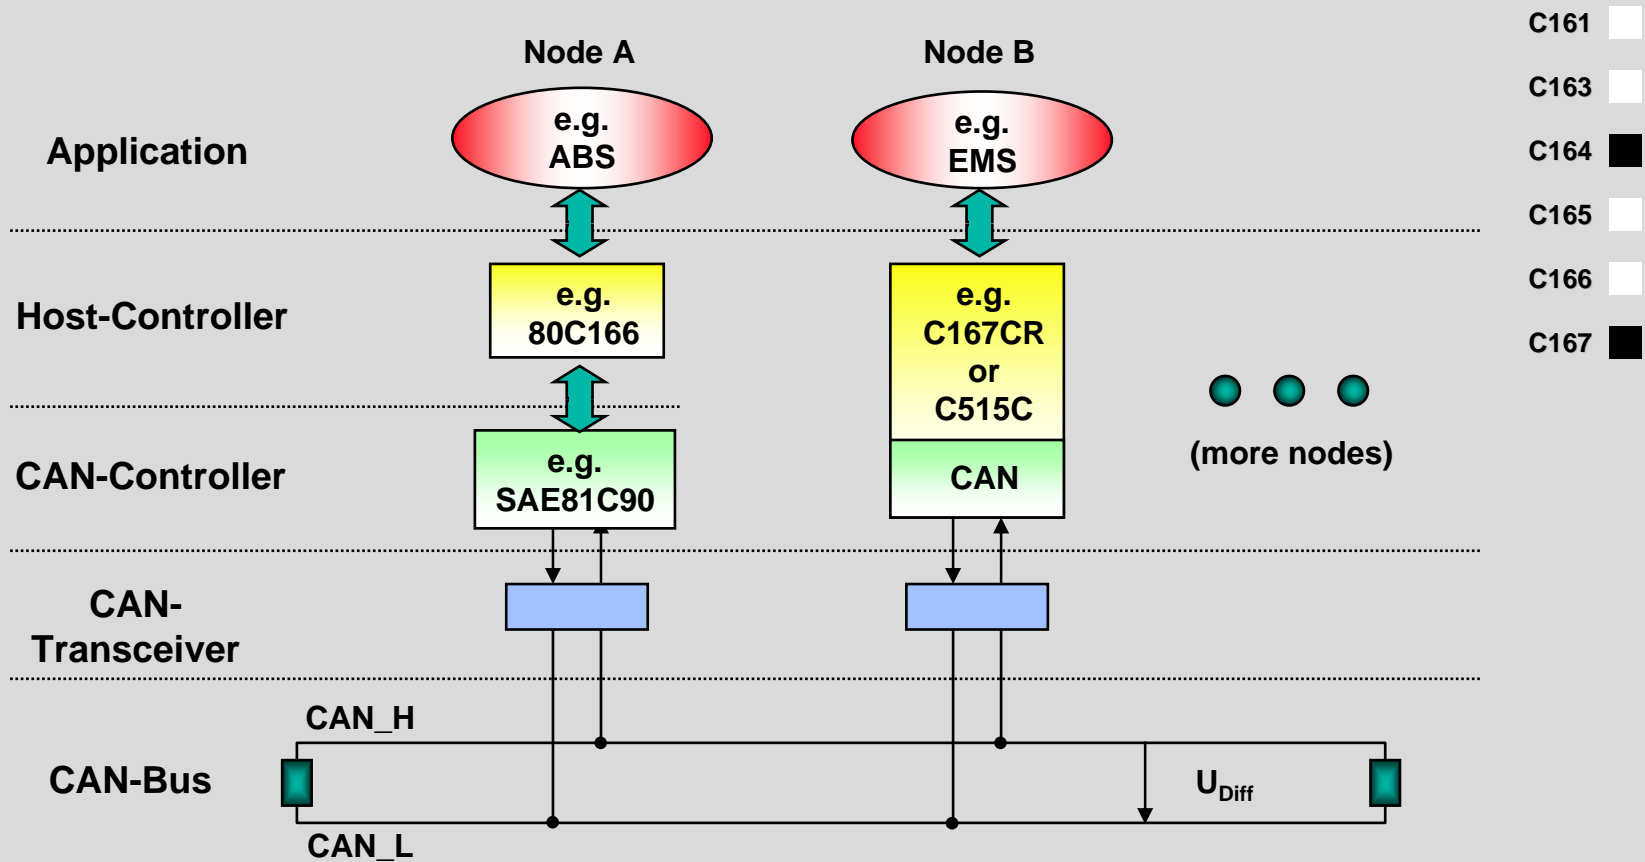 Node A
Node B
Application
e.g.
ABS
e.g.
EMS
Host-Controller
e.g.
80C166
e.g.
C167CR
or
C515C
CAN-Controller
e.g.
SAE81C90
CAN
(more nodes)
CAN-
Transceiver
CAN-Bus
CAN_H
CAN_L
UDiff
C161
C163
C164
C165
C166
C167